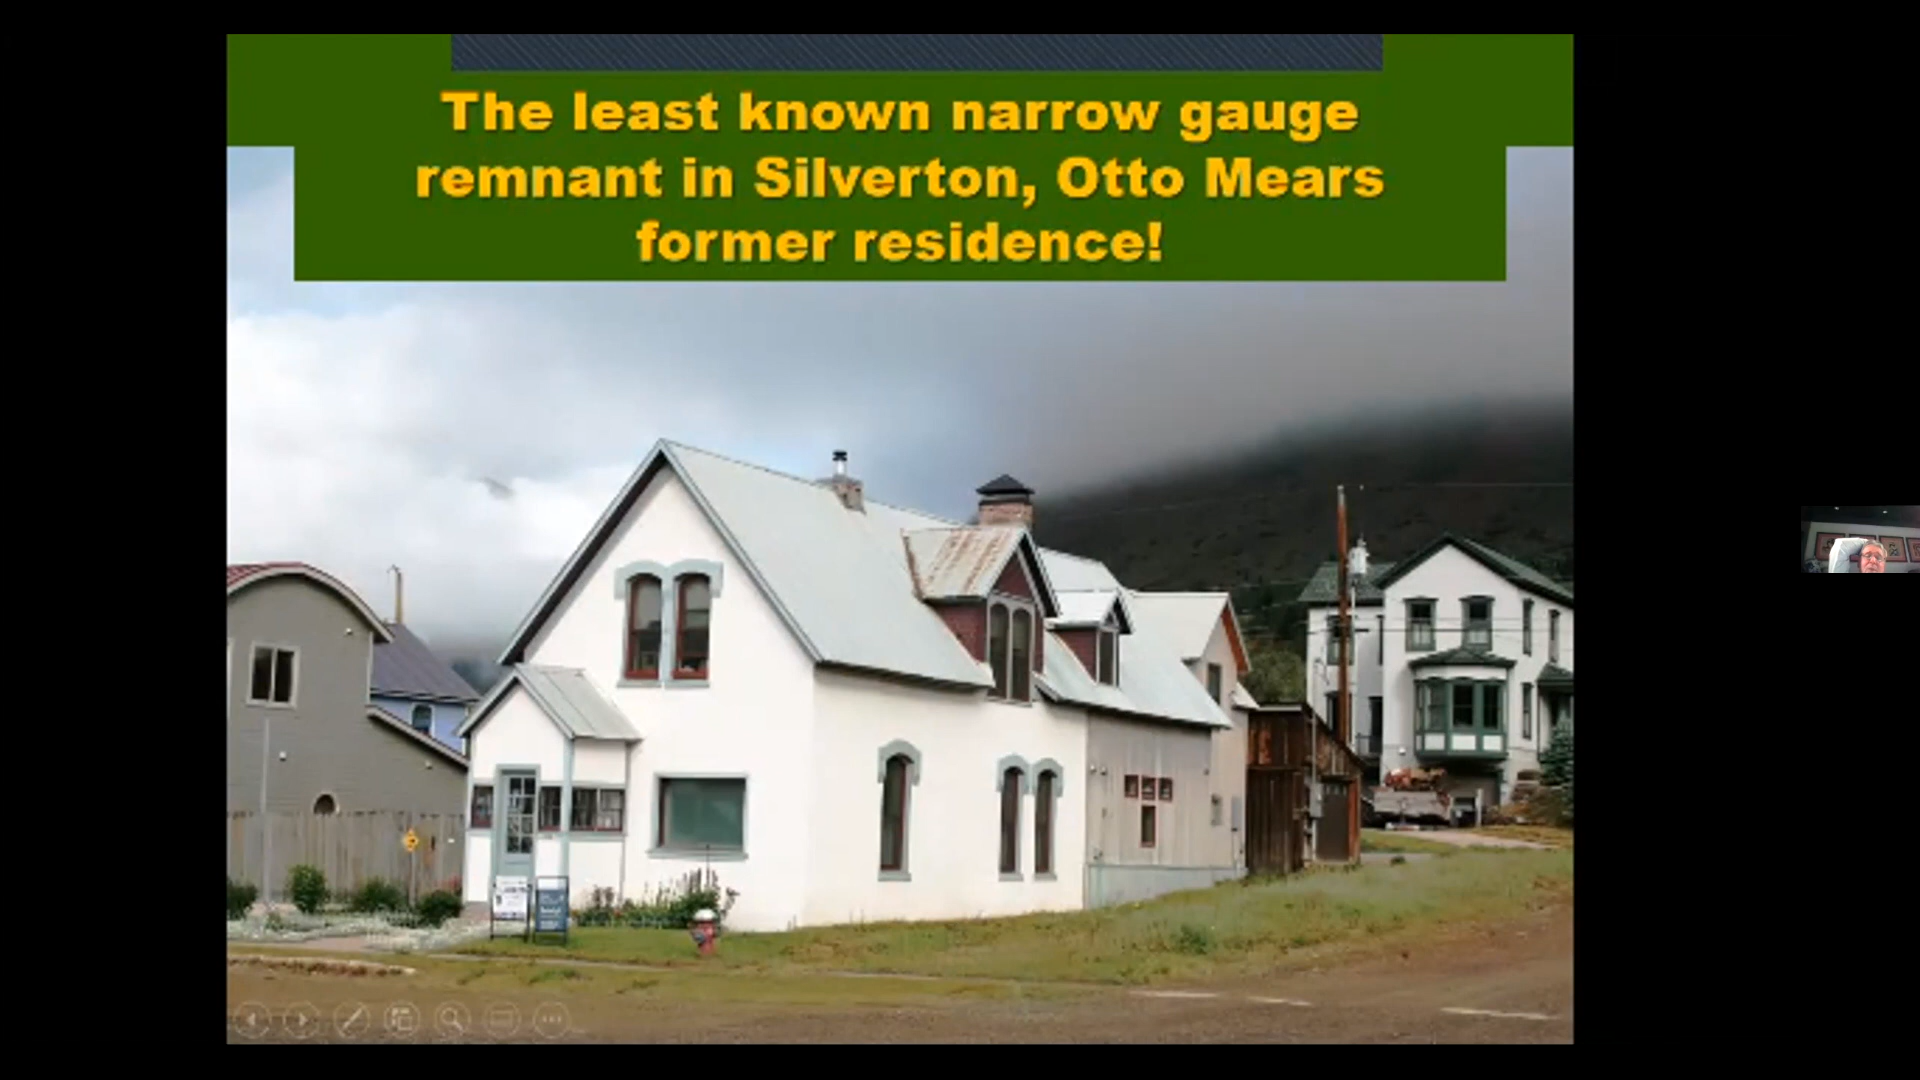 The least known narrow gauge
remnant in Silverton, Otto Mears
former residence!